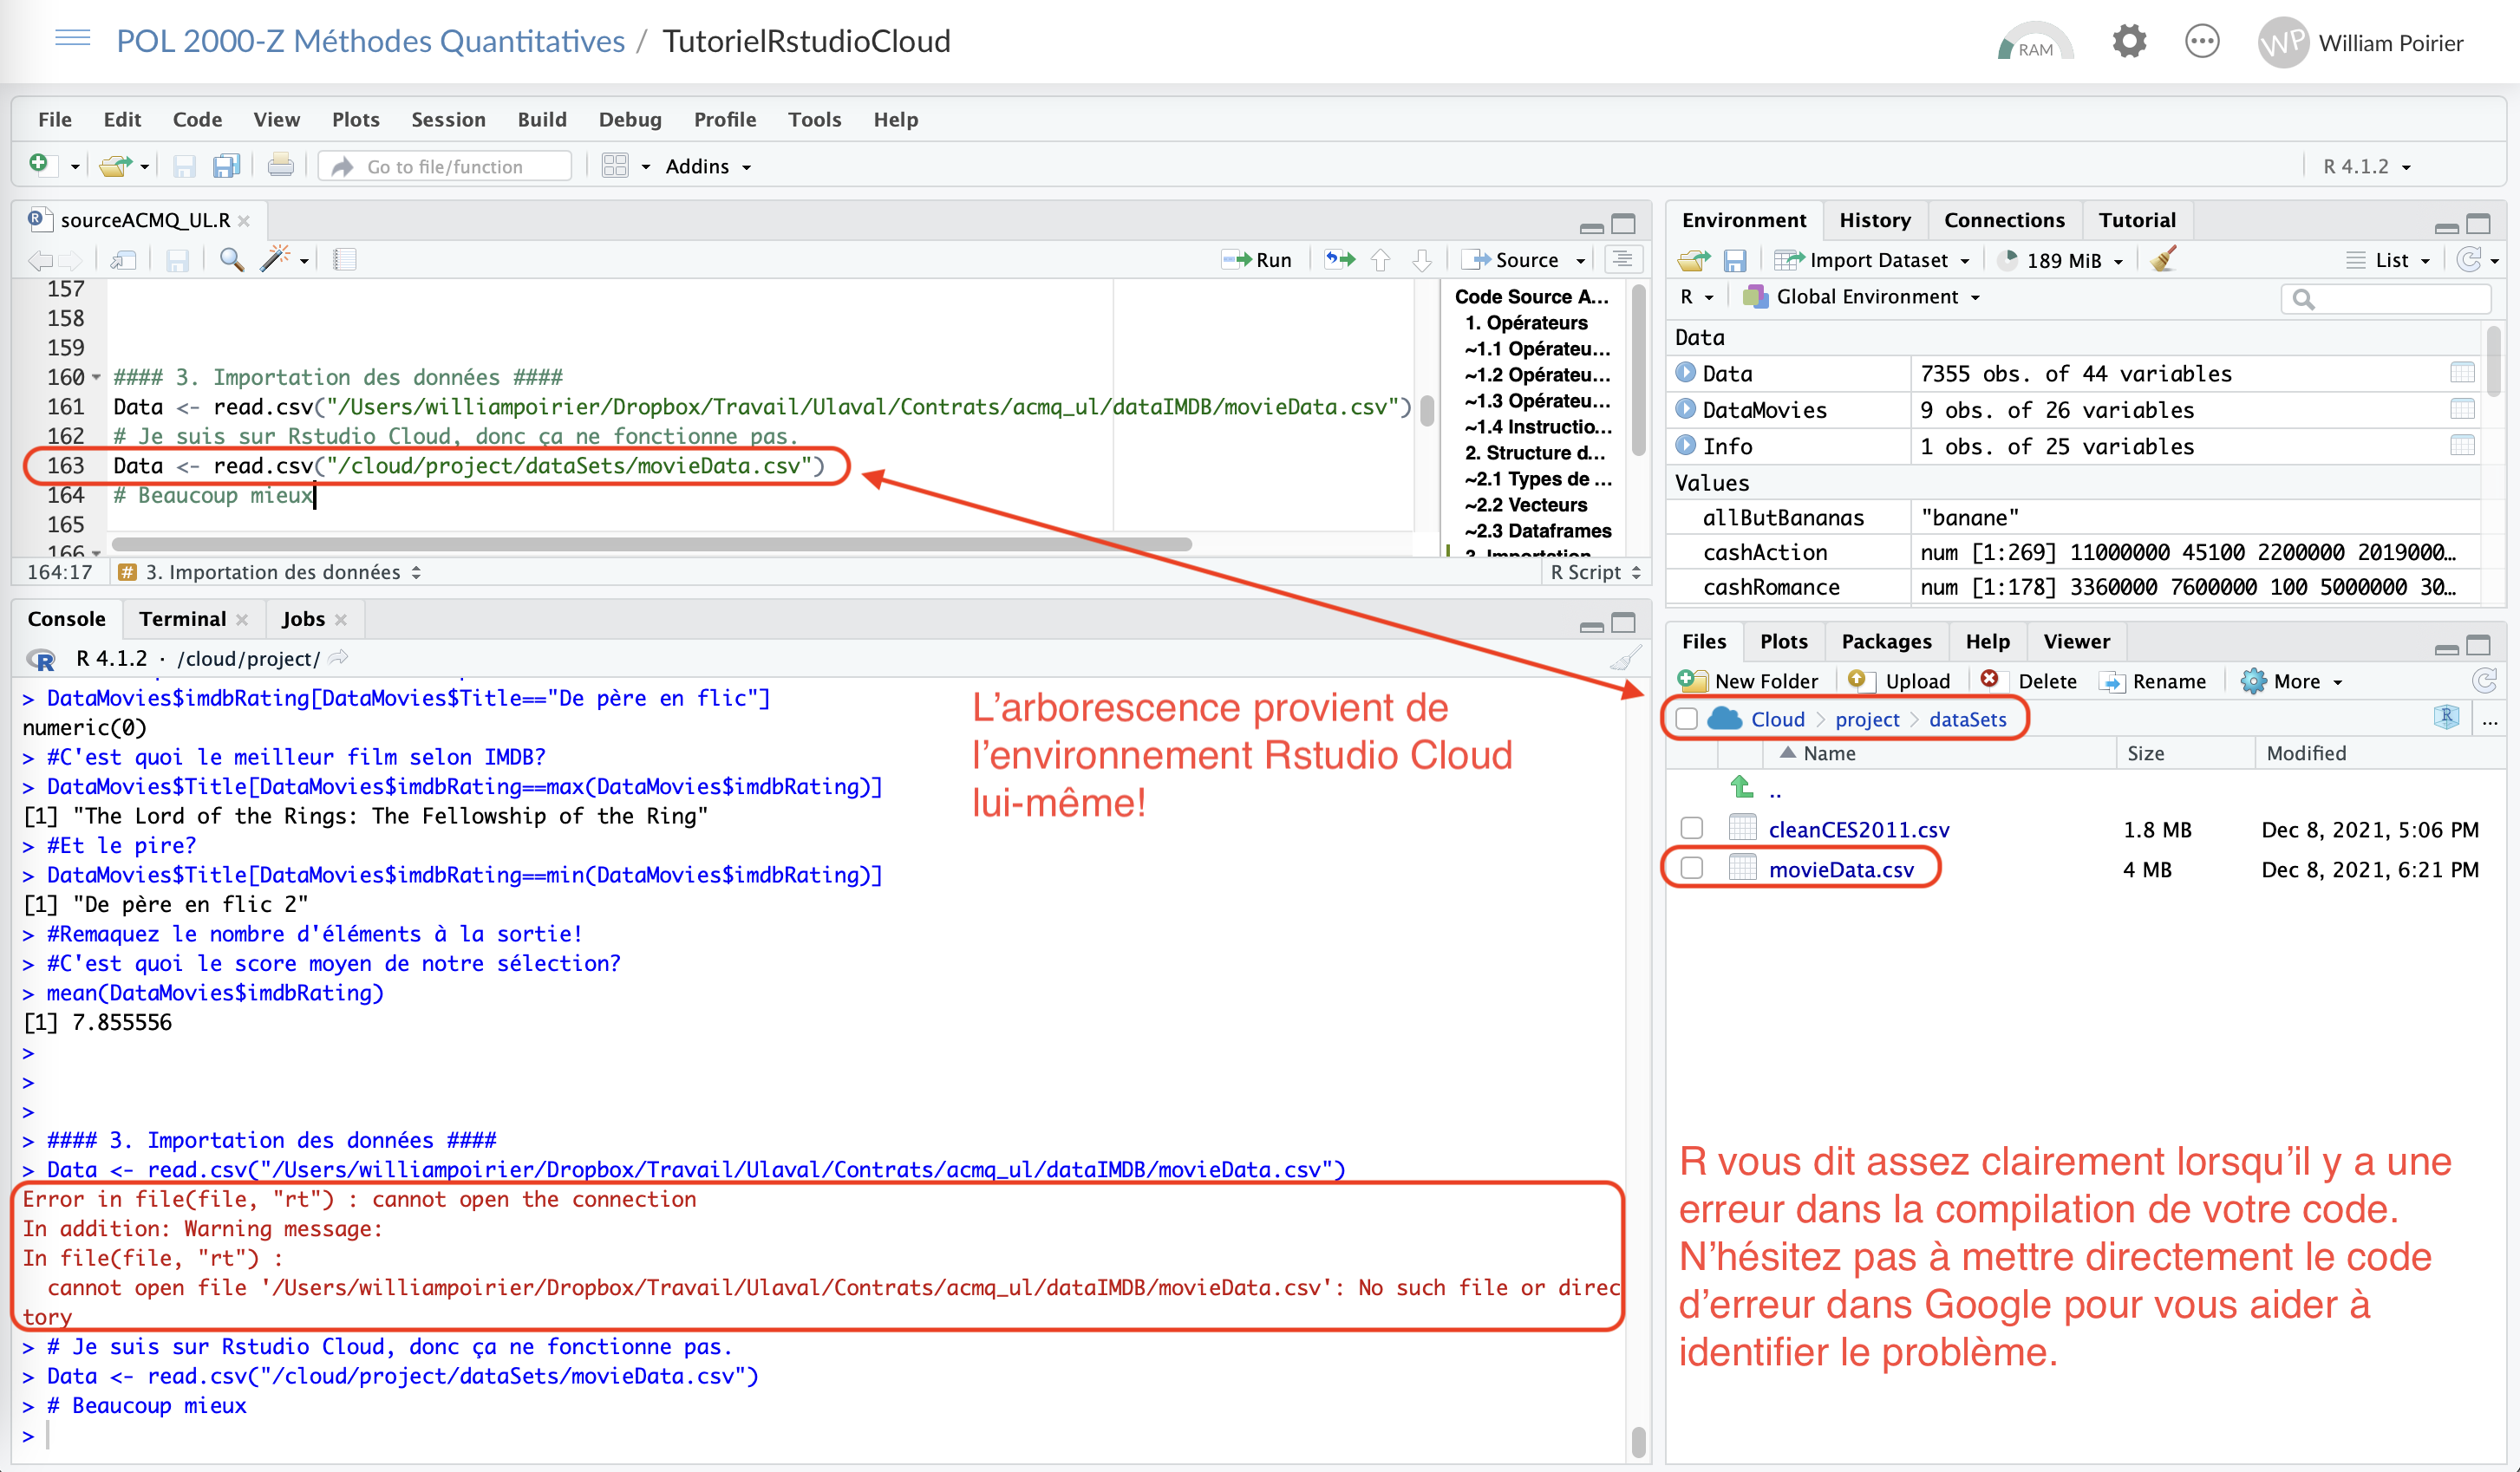 POL 2000-Z Méthodes Quantitatives / TutorielRstudioCloud
RAM
WP William Poirier
File Edit Code View Plots Session Build Debug Profile Tools Help
Go to file/function Addins
R 4.1.2
sourceACMQ_UL.R
Run Source
157
158
159
160 #### 3. Importation des données ####
161 Data <- read.csv("/Users/williampoirier/Dropbox/Travail/Ulaval/Contrats/acmq_ul/dataIMDB/movieData.csv")
162 # Je suis sur Rstudio Cloud, donc ça ne fonctionne pas.
163 Data <- read.csv("/cloud/project/dataSets/movieData.csv")
164 # Beaucoup mieux
165
166
Code Source A...
1. Opérateurs
~1.1 Opérateu...
~1.2 Opérateu...
~1.3 Opérateu...
~1.4 Instructio...
2. Structure d...
~2.1 Types de ...
~2.2 Vecteurs
~2.3 Dataframes
3. Importation
164:17 # 3. Importation des données R Script
Console Terminal Jobs
R 4.1.2 · /cloud/project/
> DataMovies$imdbRating[DataMovies$Title=="De père en flic"]
numeric(0)
> #C'est quoi le meilleur film selon IMDB?
> DataMovies$Title[DataMovies$imdbRating==max(DataMovies$imdbRating)]
[1] "The Lord of the Rings: The Fellowship of the Ring"
> #Et le pire?
> DataMovies$Title[DataMovies$imdbRating==min(DataMovies$imdbRating)]
[1] "De père en flic 2"
> #Remaquez le nombre d'éléments à la sortie!
> #C'est quoi le score moyen de notre sélection?
> mean(DataMovies$imdbRating)
[1] 7.855556
>
>
>
> #### 3. Importation des données ####
> Data <- read.csv("/Users/williampoirier/Dropbox/Travail/Ulaval/Contrats/acmq_ul/dataIMDB/movieData.csv")
Error in file(file, "rt") : cannot open the connection
In addition: Warning message:
In file(file, "rt") :
cannot open file '/Users/williampoirier/Dropbox/Travail/Ulaval/Contrats/acmq_ul/dataIMDB/movieData.csv': No such file or direc
tory
> # Je suis sur Rstudio Cloud, donc ça ne fonctionne pas.
> Data <- read.csv("/cloud/project/dataSets/movieData.csv")
> # Beaucoup mieux
>
L'arborescence provient de
l'environnement Rstudio Cloud
lui-même!
Environment History Connections Tutorial
Import Dataset 189 MiB List
R Global Environment
Data
Data 7355 obs. of 44 variables
DataMovies 9 obs. of 26 variables
Info 1 obs. of 25 variables
Values
allButBananas "banane"
cashAction num [1:269] 11000000 45100 2200000 2019000...
cashRomance num [1:178] 3360000 7600000 100 5000000 30...
Files Plots Packages Help Viewer
New Folder Upload Delete Rename More
Cloud > project > dataSets ...
Name Size Modified
..
cleanCES2011.csv 1.8 MB Dec 8, 2021, 5:06 PM
movieData.csv 4 MB Dec 8, 2021, 6:21 PM
R vous dit assez clairement lorsqu'il y a une
erreur dans la compilation de votre code.
N'hésitez pas à mettre directement le code
d'erreur dans Google pour vous aider à
identifier le problème.